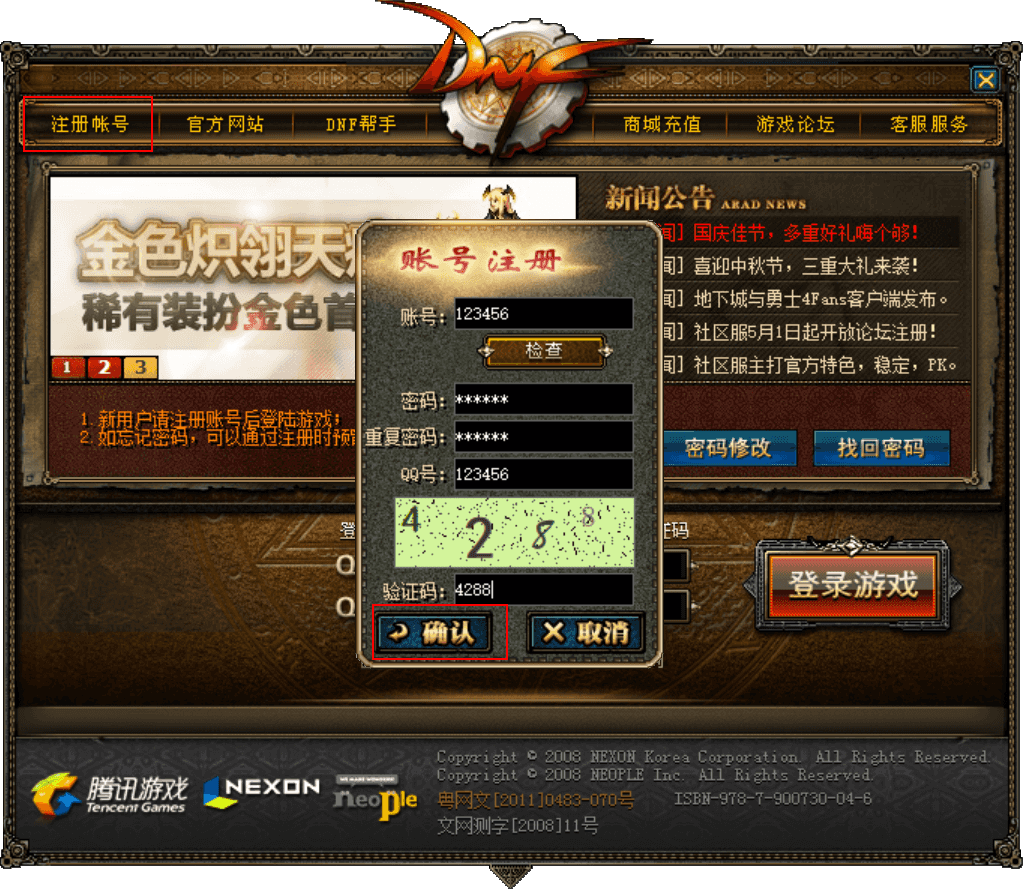 DNF
注册帐号 官方网站 DNF帮手 商城充值 游戏论坛 客服服务
金色炽翎天
稀有装扮金色首
1 2 3
新闻公告 ARAD NEWS
闻] 国庆佳节，多重好礼嗨个够!
闻] 喜迎中秋节，三重大礼来袭!
闻] 地下城与勇士4Fans客户端发布。
闻] 社区服5月1日起开放论坛注册!
闻] 社区服主打官方特色，稳定，PK。
1.新用户请注册账号后登陆游戏;
2.如忘记密码，可以通过注册时预留
密码修改 找回密码
账号注册
账号: 123456
检查
密码: ******
重复密码: ******
QQ号: 123456
4 2 8 8
验证码: 4288
确认 取消
登
证码
Q
Q
登录游戏
腾讯游戏
Tencent Games
NEXON
WE MAKE WONDERS
neople
Copyright © 2008 NEXON Korea Corporation. All Rights Reserved.
Copyright © 2008 NEOPLE Inc. All Rights Reserved.
粤网文[2011]0483-070号 ISBN-978-7-900730-04-6
文网测字[2008]11号